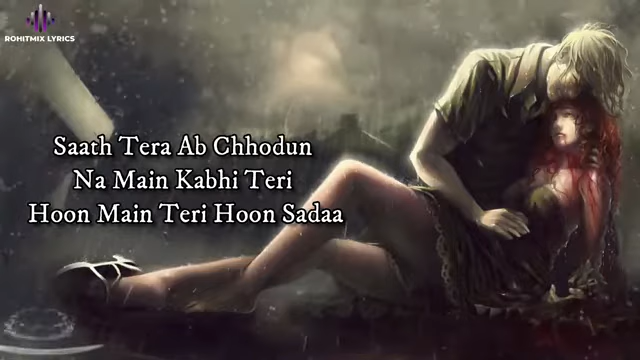 ROHITMIX LYRICS
Saath Tera Ab Chhodun
Na Main Kabhi Teri
Hoon Main Teri Hoon Sadaa